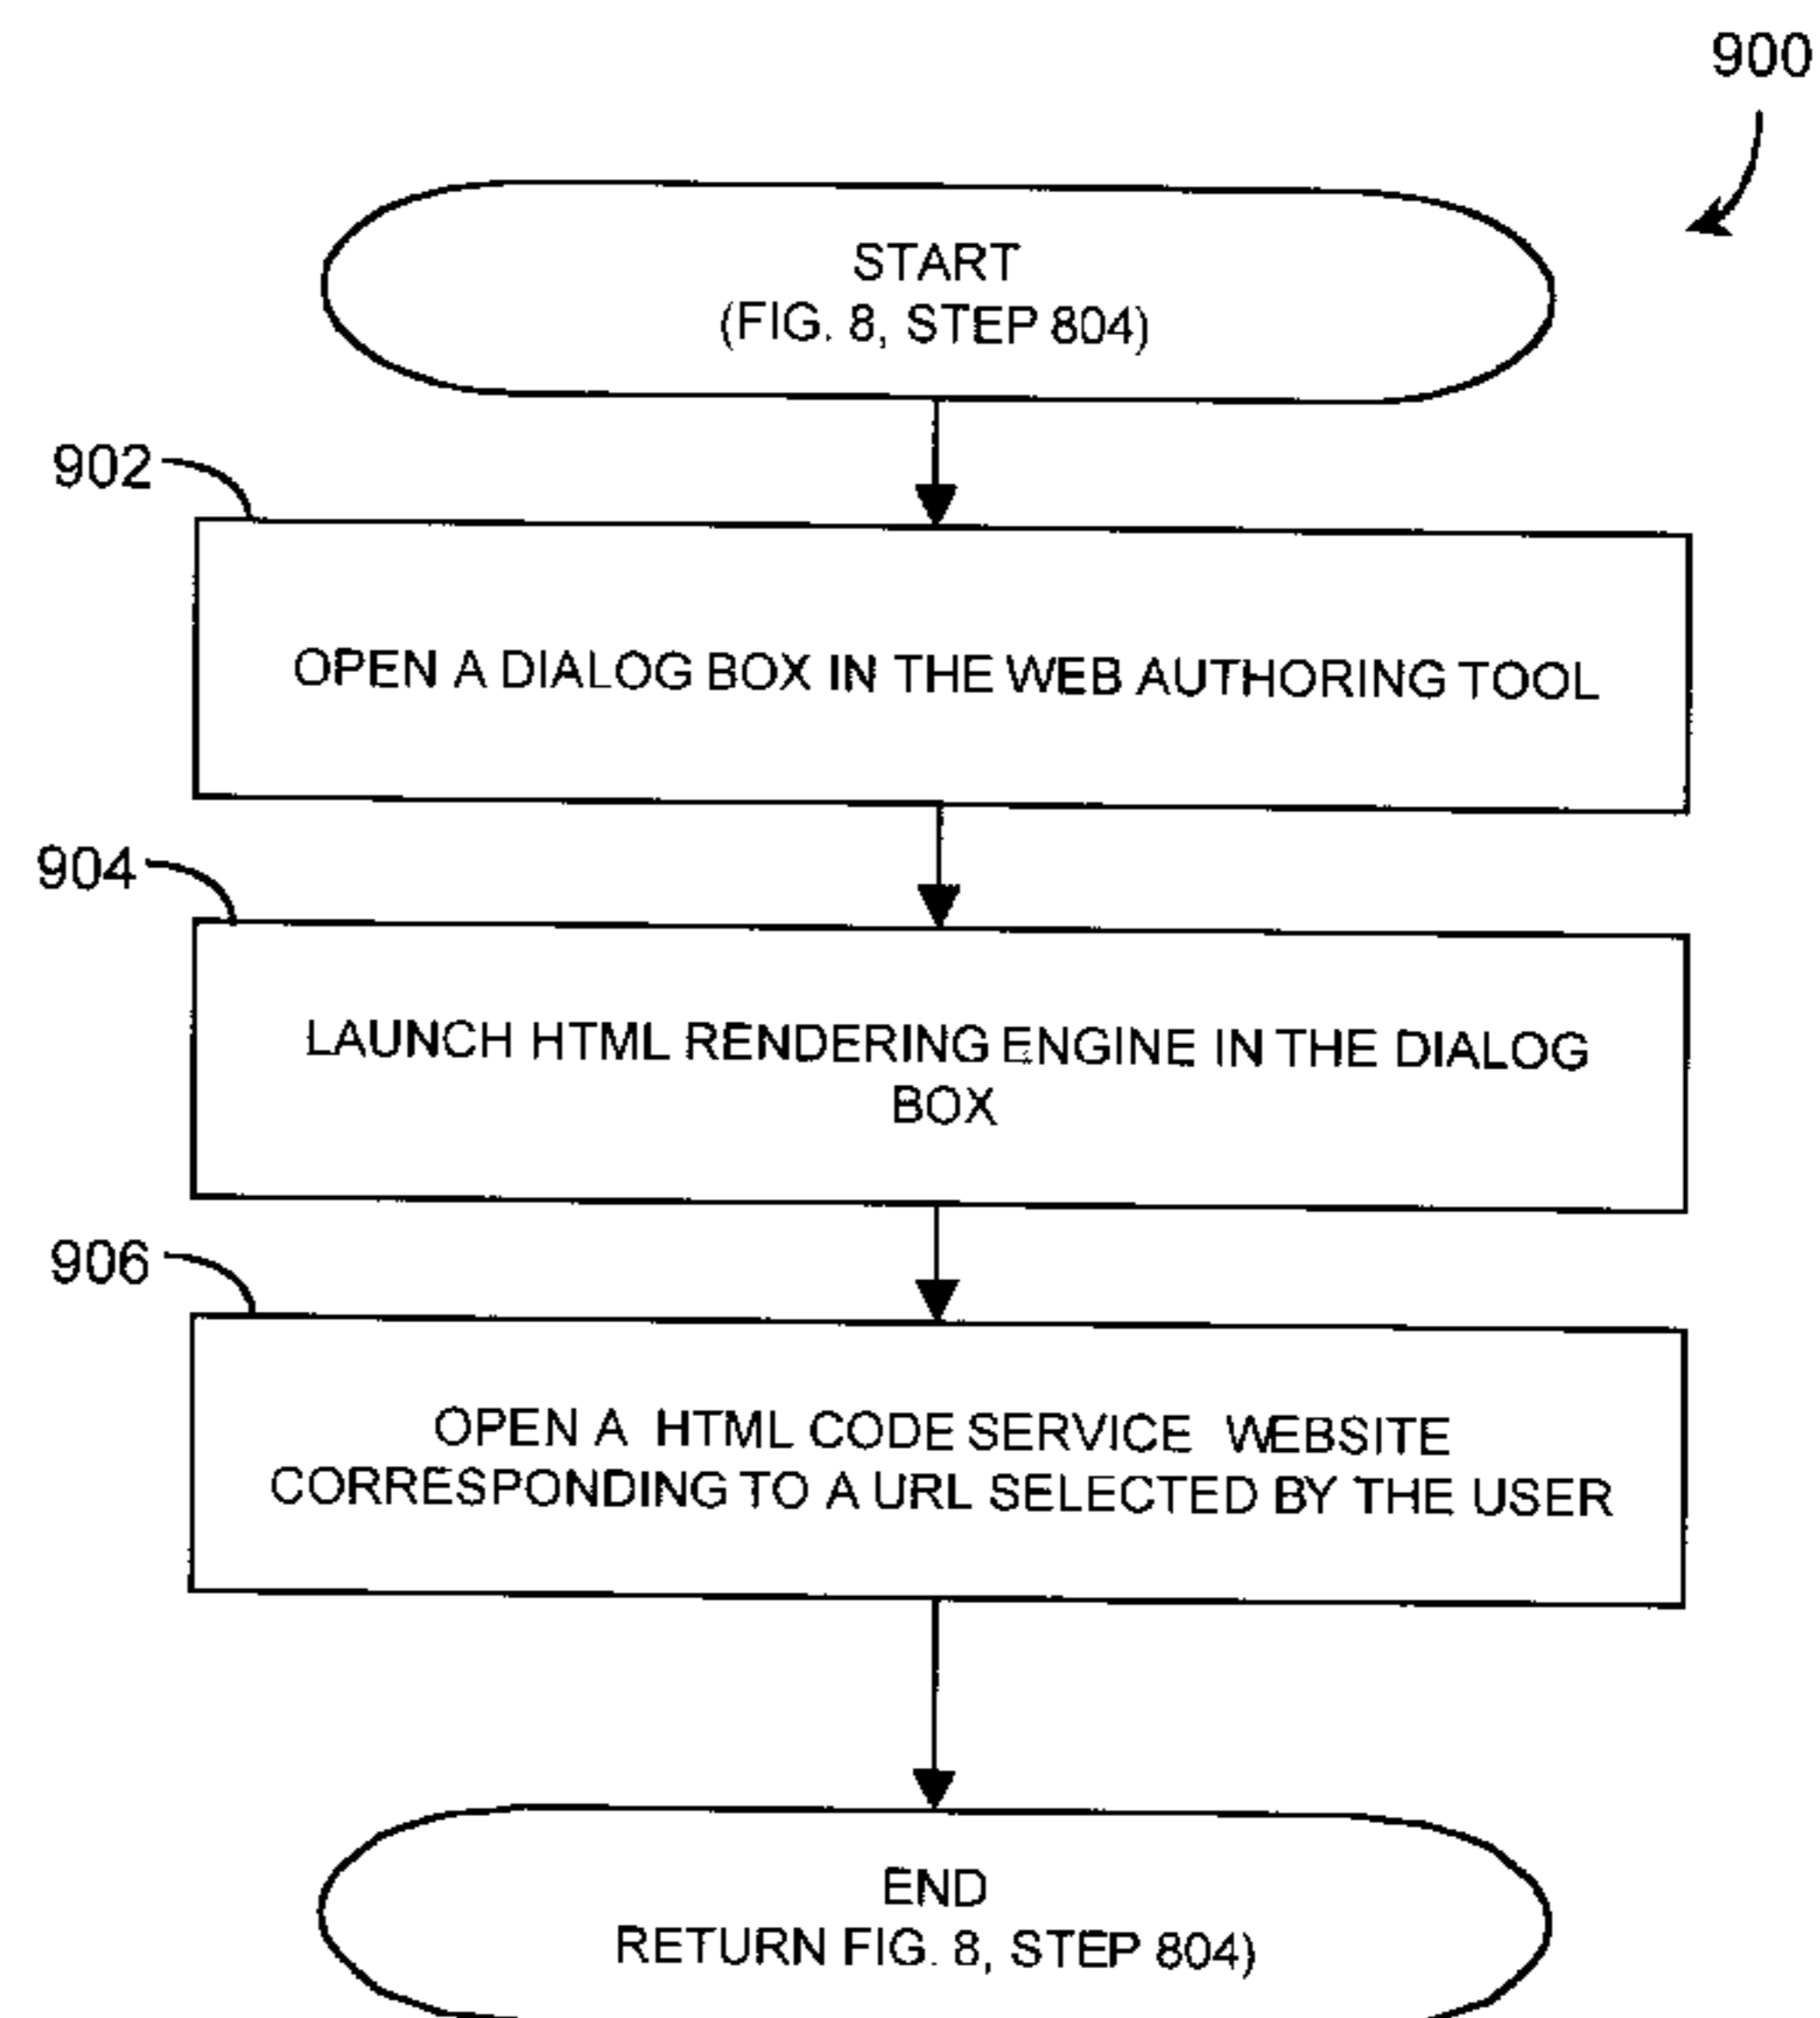 900
START
(FIG. 8, STEP 804)
902
OPEN A DIALOG BOX IN THE WEB AUTHORING TOOL
904
LAUNCH HTML RENDERING ENGINE IN THE DIALOG
BOX
906
OPEN A HTML CODE SERVICE WEBSITE
CORRESPONDING TO A URL SELECTED BY THE USER
END
RETURN FIG. 8, STEP 804)